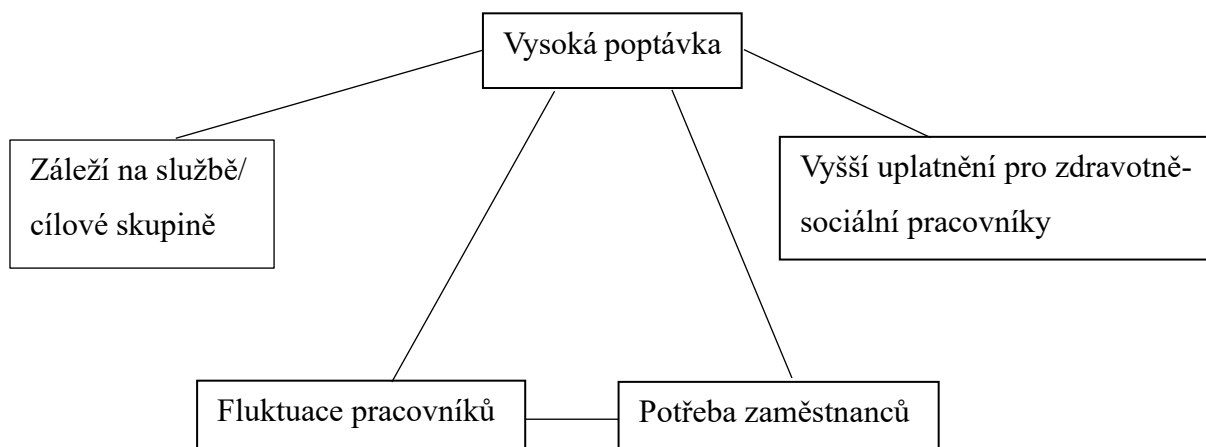 Vysoká poptávka
Záleží na službě/
cílové skupině
Vyšší uplatnění pro zdravotně-
sociální pracovníky
Fluktuace pracovníků
Potřeba zaměstnanců